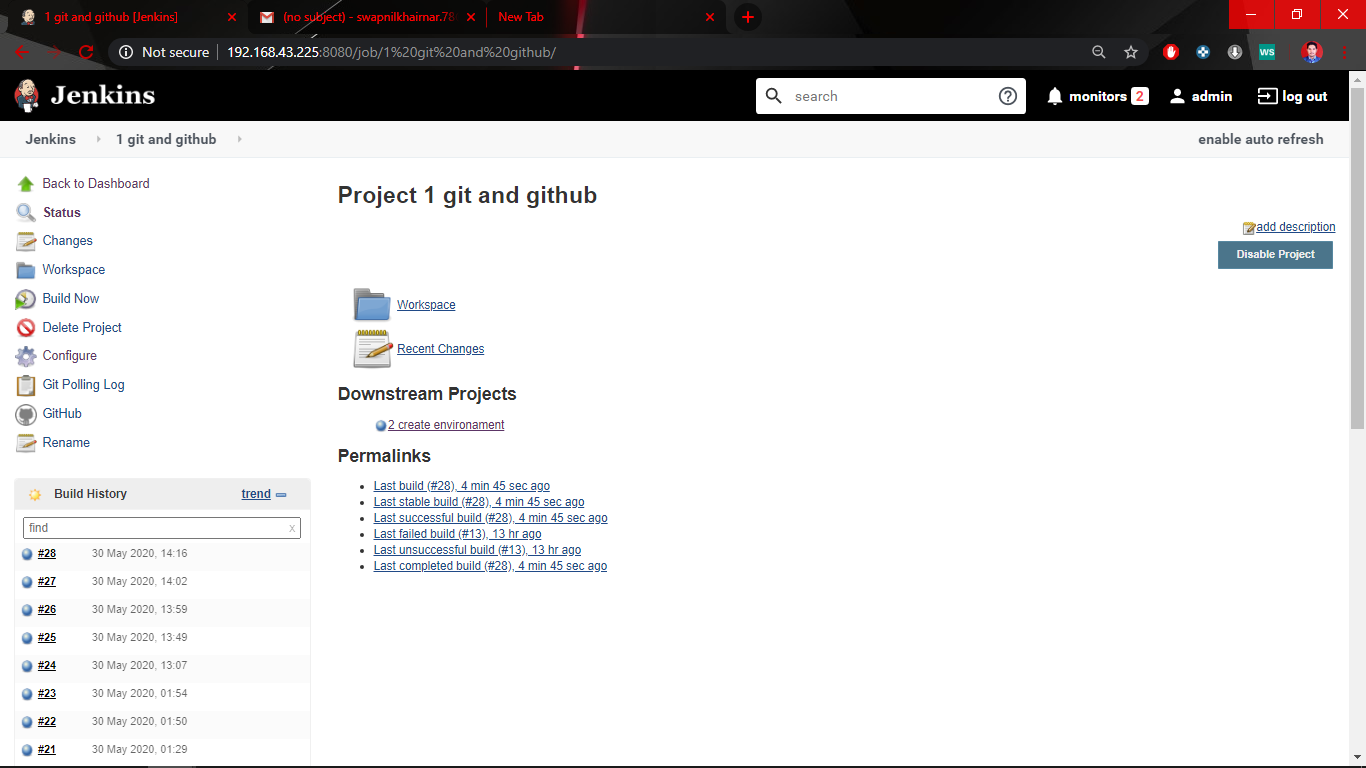 1 git and github [Jenkins]
(no subject) - swapnilkhairnar.78
New Tab
Not secure
192.168.43.225:8080/job/1%20git%20and%20github/
WS
Jenkins
search
monitors 2
admin
log out
Jenkins
1 git and github
enable auto refresh
Back to Dashboard
Status
Changes
Workspace
Build Now
Delete Project
Configure
Git Polling Log
GitHub
Rename
Project 1 git and github
add description
Disable Project
Workspace
Recent Changes
Downstream Projects
2 create environament
Permalinks
Last build (#28), 4 min 45 sec ago
Last stable build (#28), 4 min 45 sec ago
Last successful build (#28), 4 min 45 sec ago
Last failed build (#13), 13 hr ago
Last unsuccessful build (#13), 13 hr ago
Last completed build (#28), 4 min 45 sec ago
Build History trend
find x
#28 30 May 2020, 14:16
#27 30 May 2020, 14:02
#26 30 May 2020, 13:59
#25 30 May 2020, 13:49
#24 30 May 2020, 13:07
#23 30 May 2020, 01:54
#22 30 May 2020, 01:50
#21 30 May 2020, 01:29